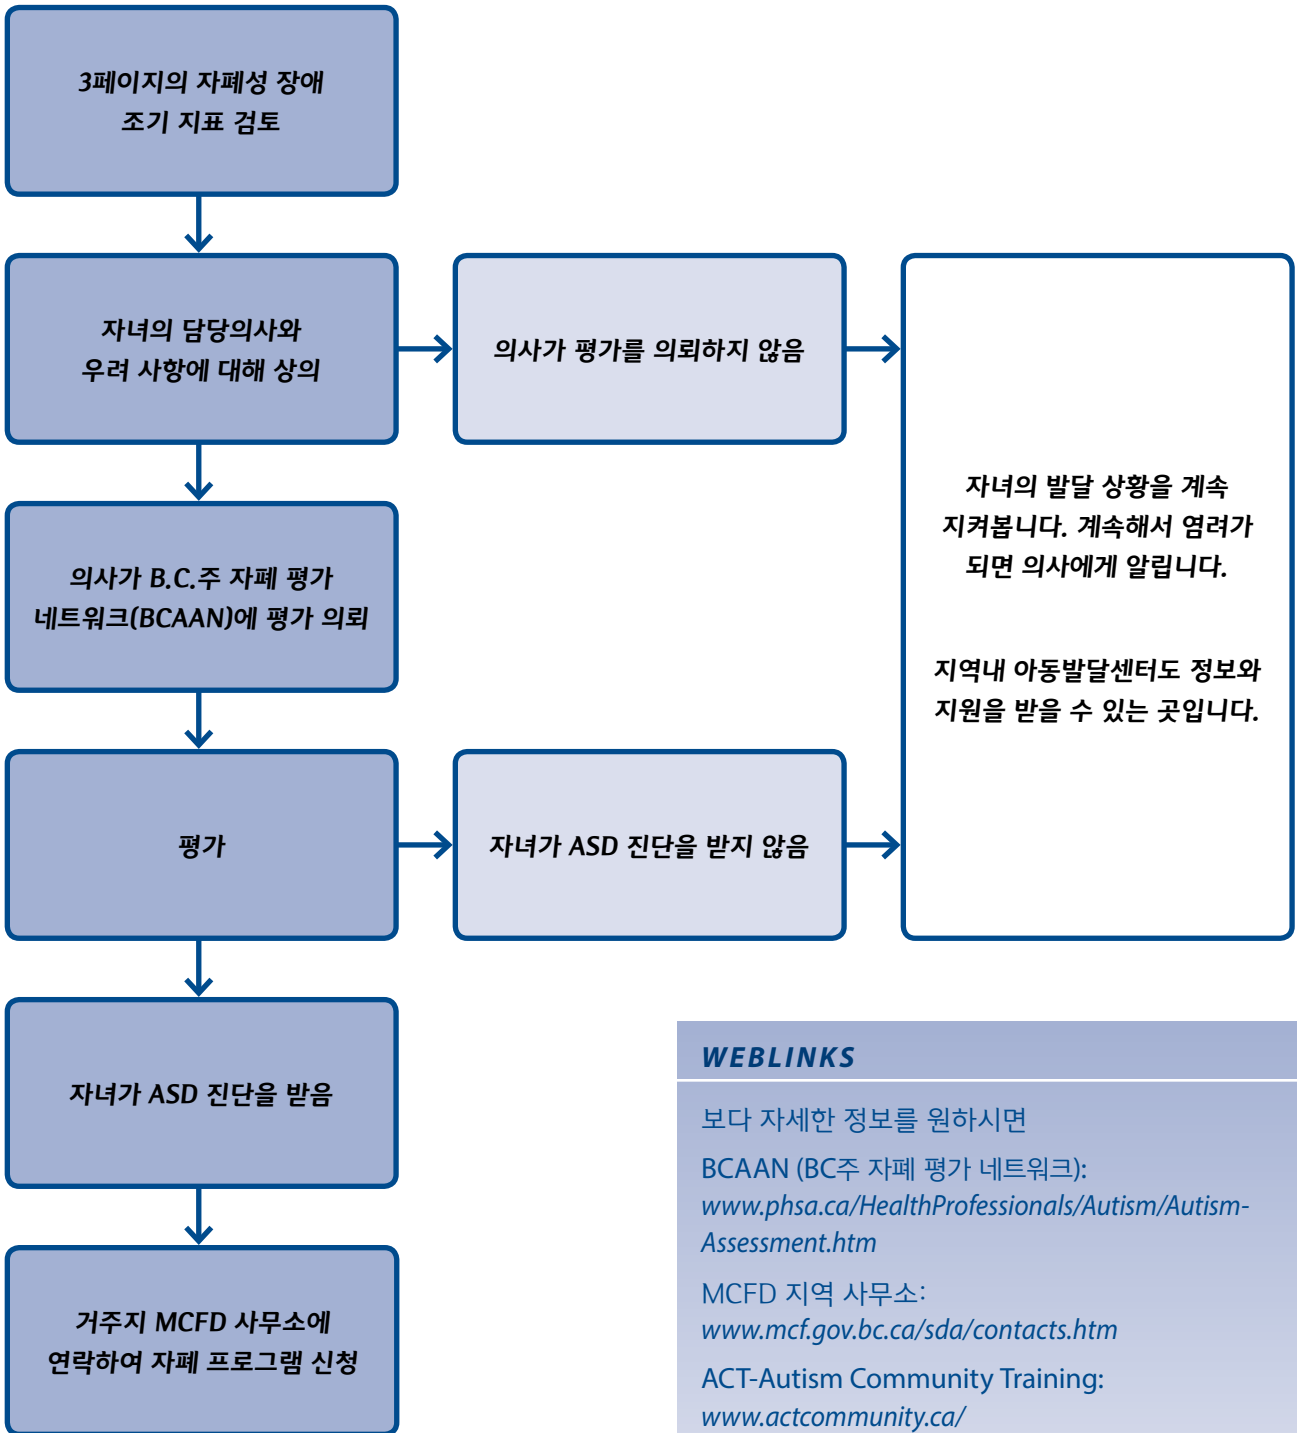 3페이지의 자폐성 장애
조기 지표 검토
자녀의 담당의사와
우려 사항에 대해 상의
의사가 평가를 의뢰하지 않음
자녀의 발달 상황을 계속
지켜봅니다. 계속해서 염려가
되면 의사에게 알립니다.
지역내 아동발달센터도 정보와
지원을 받을 수 있는 곳입니다.
의사가 B.C.주 자폐 평가
네트워크(BCAAN)에 평가 의뢰
평가
자녀가 ASD 진단을 받지 않음
자녀가 ASD 진단을 받음
거주지 MCFD 사무소에
연락하여 자폐 프로그램 신청
WEBLINKS
보다 자세한 정보를 원하시면
BCAAN (BC주 자폐 평가 네트워크):
www.phsa.ca/HealthProfessionals/Autism/Autism-
Assessment.htm
MCFD 지역 사무소:
www.mcf.gov.bc.ca/sda/contacts.htm
ACT-Autism Community Training:
www.actcommunity.ca/